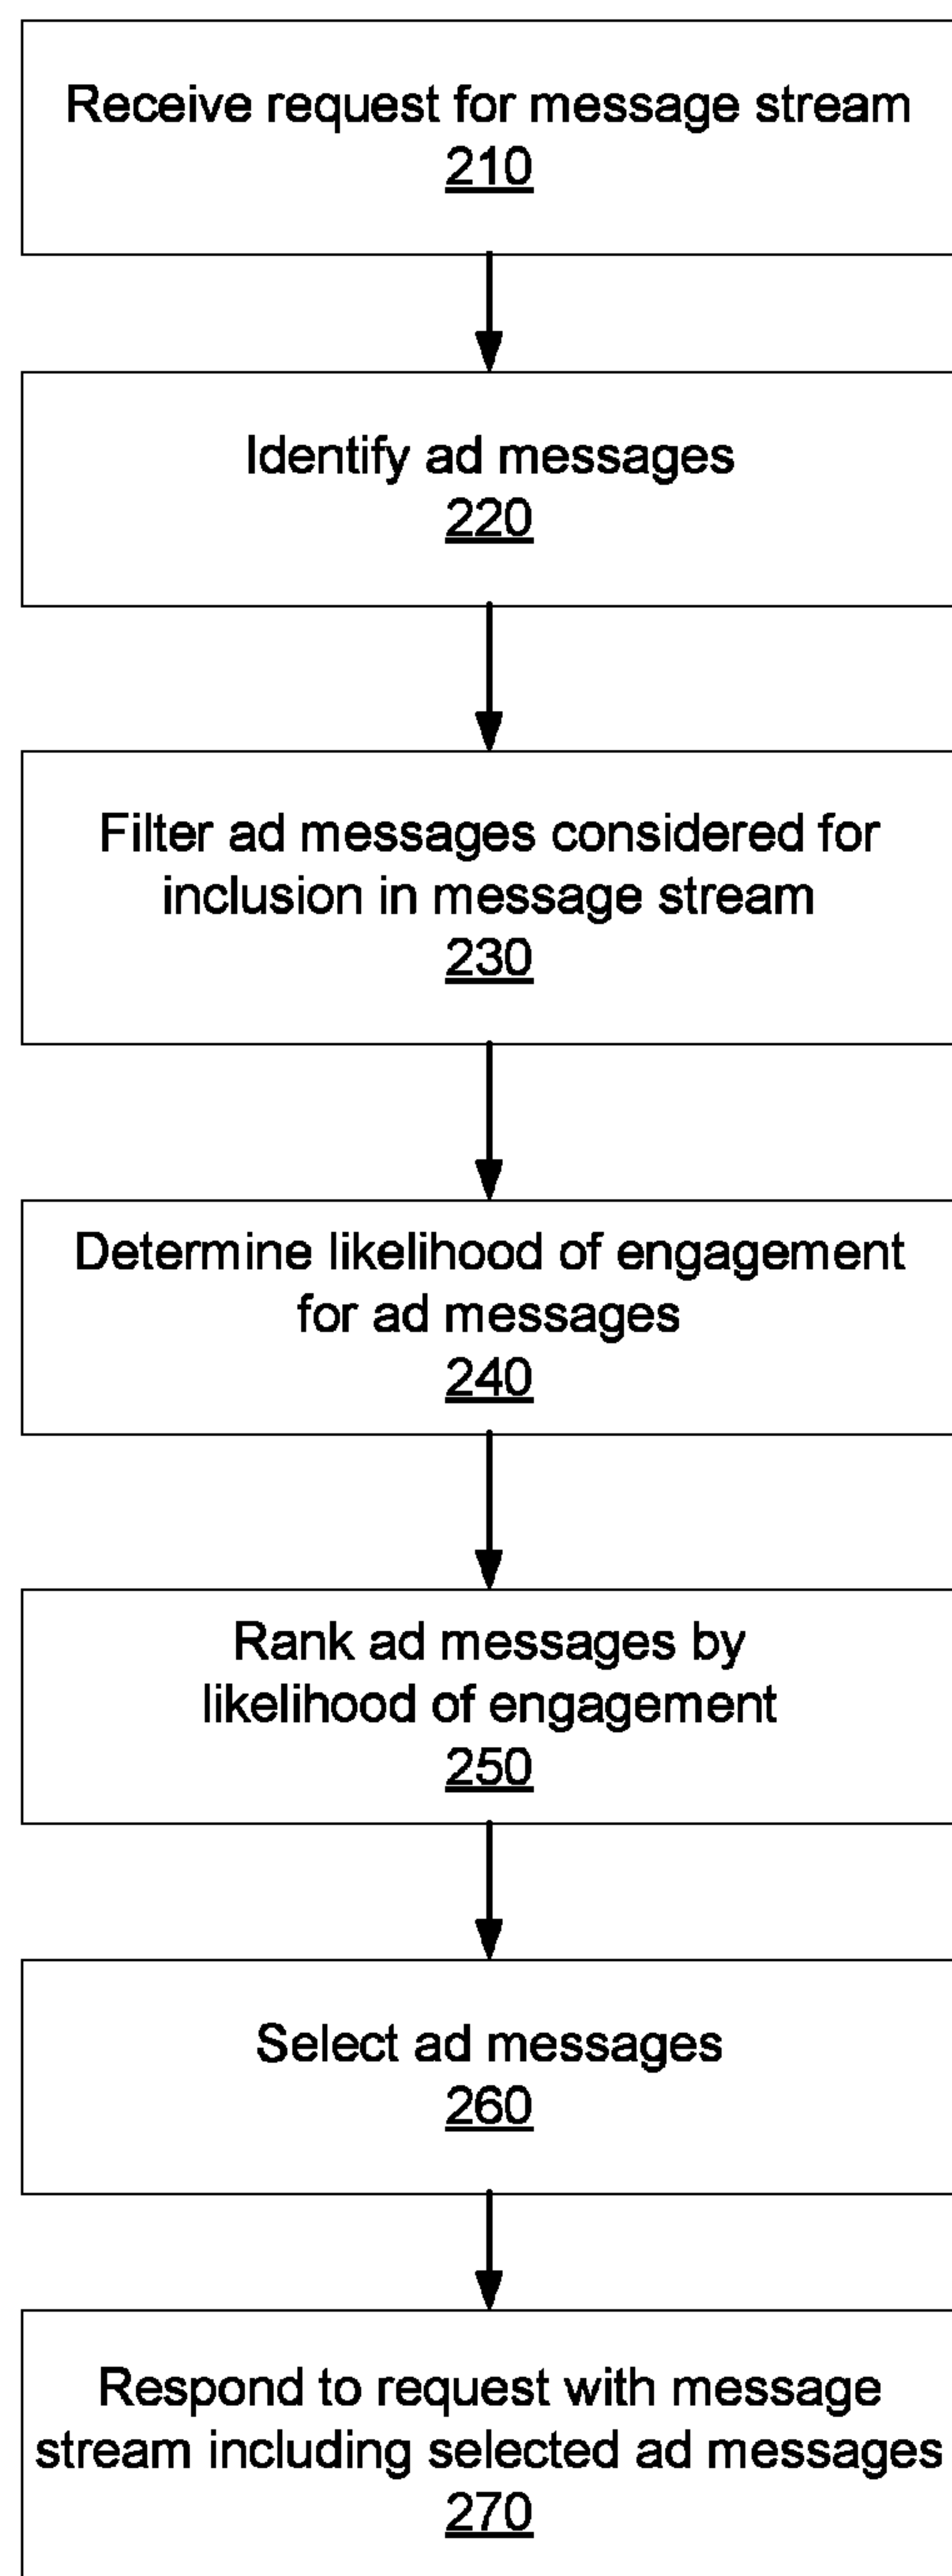 Receive request for message stream
210
Identify ad messages
220
Filter ad messages considered for
inclusion in message stream
230
Determine likelihood of engagement
for ad messages
240
Rank ad messages by
likelihood of engagement
250
Select ad messages
260
Respond to request with message
stream including selected ad messages
270